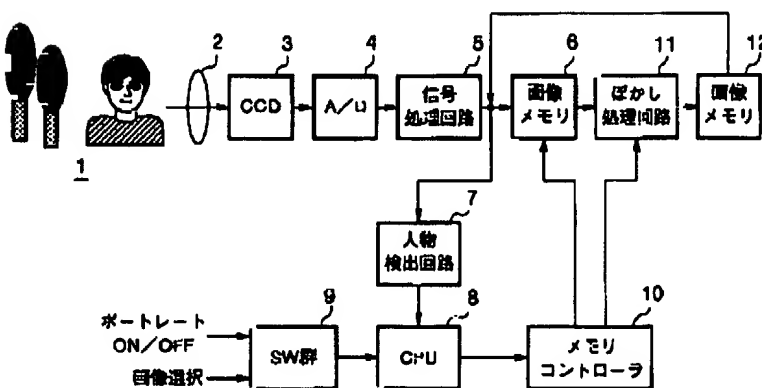 2
3
4
5
6
11
12
CCD
A/D
信号
処理回路
画像
メモリ
ぼかし
処理回路
画像
メモリ
1
7
人物
検出回路
9
8
10
ポートレート
ON/OFF
画像選択
SW群
CPU
メモリ
コントローラ